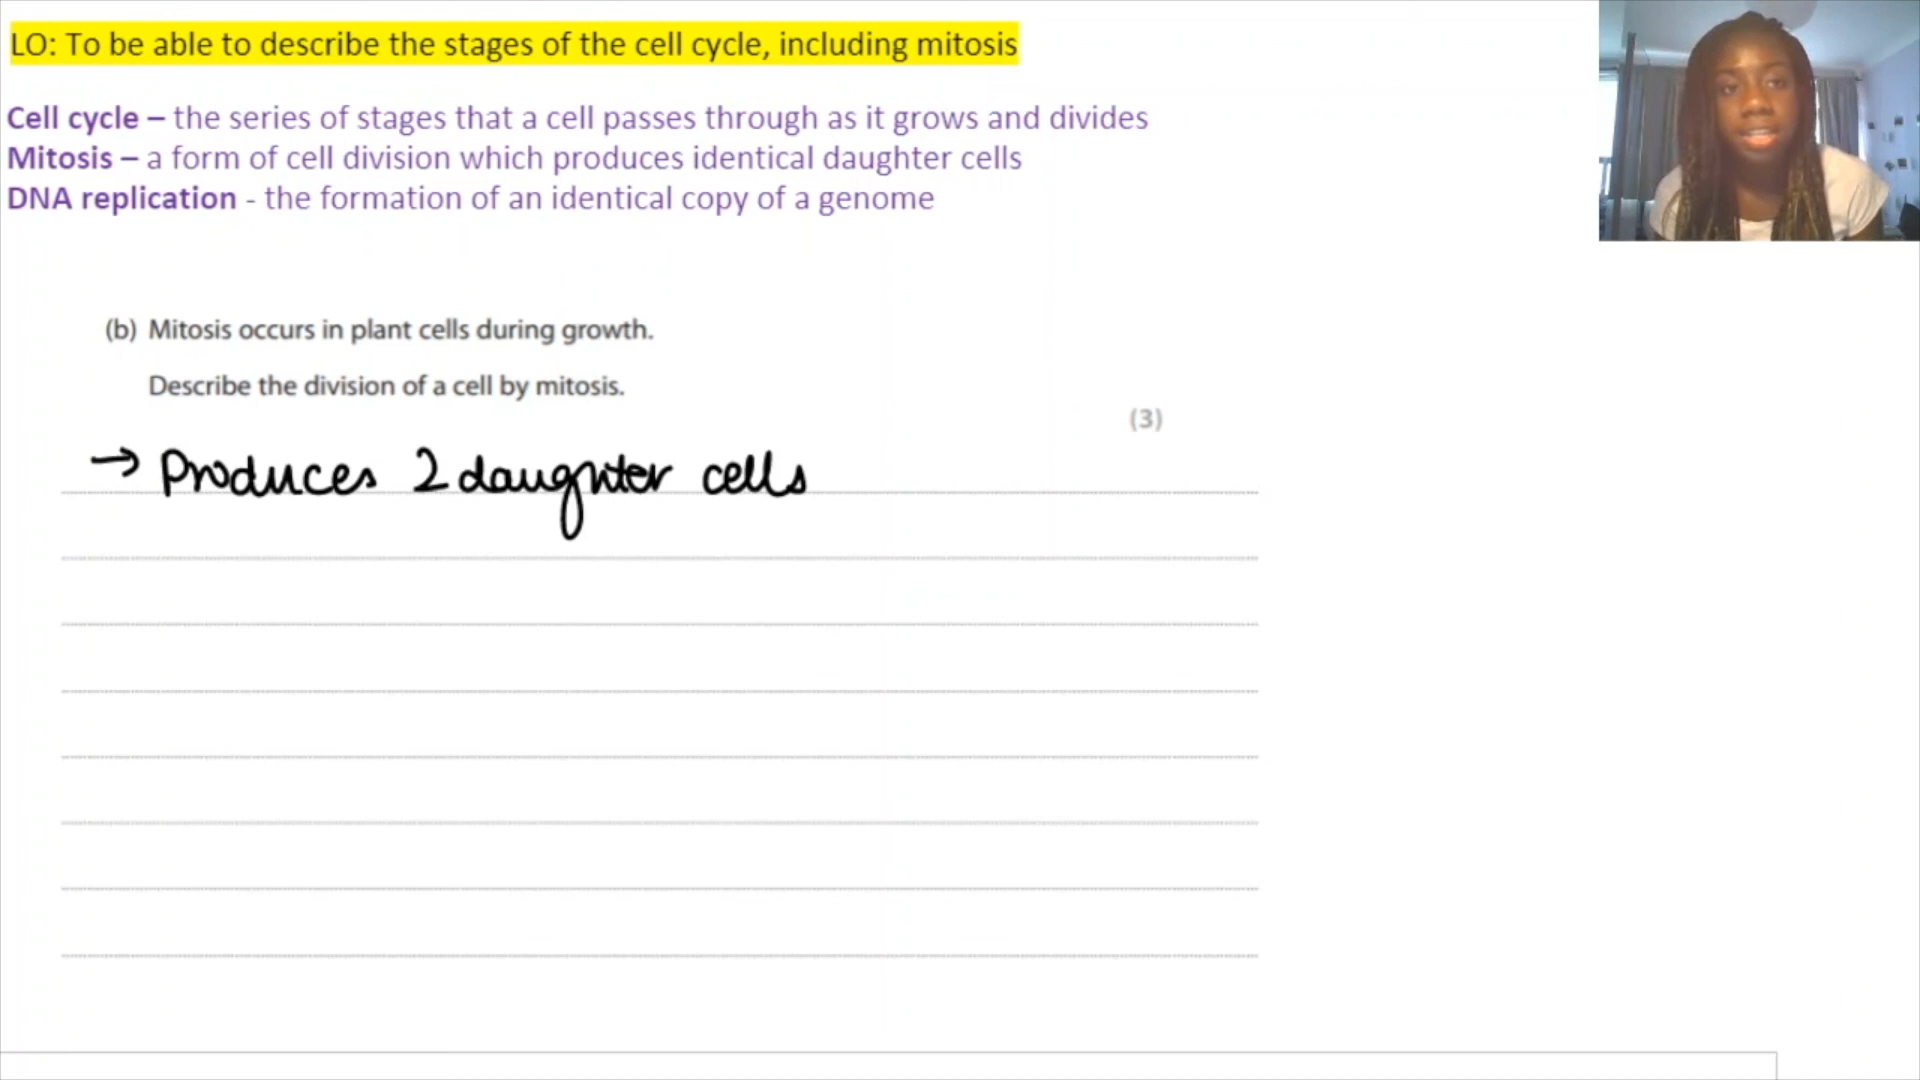 LO: To be able to describe the stages of the cell cycle, including mitosis
Cell cycle – the series of stages that a cell passes through as it grows and divides
Mitosis – a form of cell division which produces identical daughter cells
DNA replication - the formation of an identical copy of a genome
(b) Mitosis occurs in plant cells during growth.
Describe the division of a cell by mitosis.
(3)
→ Produces 2 daughter cells